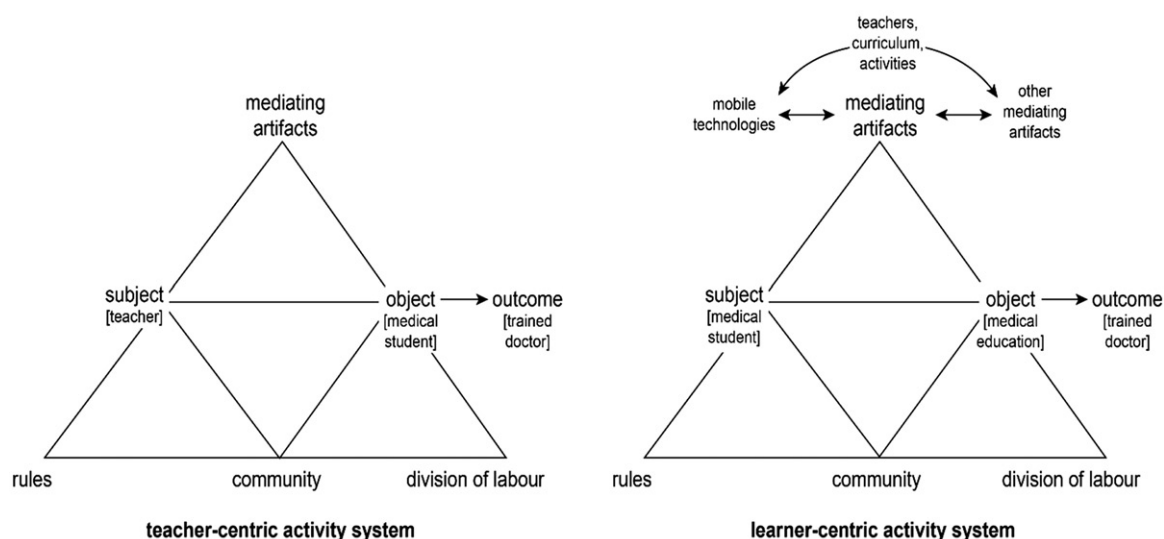 mediating
artifacts
subject
[teacher]
object
[medical
student]
outcome
[trained
doctor]
rules
community
division of labour
teacher-centric activity system
teachers,
curriculum,
activities
mobile
technologies
mediating
artifacts
other
mediating
artifacts
subject
[medical
student]
object
[medical
education]
outcome
[trained
doctor]
rules
community
division of labour
learner-centric activity system